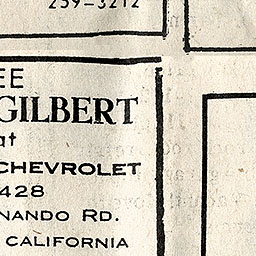 259-3212
EE
GILBERT
at
CHEVROLET
428
NANDO RD.
CALIFORNIA